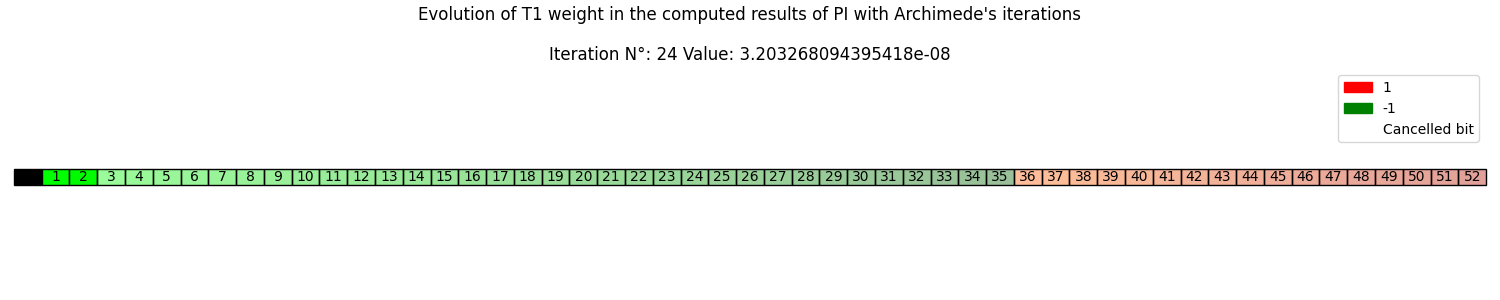 Evolution of T1 weight in the computed results of PI with Archimede's iterations
Iteration N°: 24 Value: 3.203268094395418e-08
1
-1
Cancelled bit
1 2 3 4 5 6 7 8 9 10 11 12 13 14 15 16 17 18 19 20 21 22 23 24 25 26 27 28 29 30 31 32 33 34 35 36 37 38 39 40 41 42 43 44 45 46 47 48 49 50 51 52